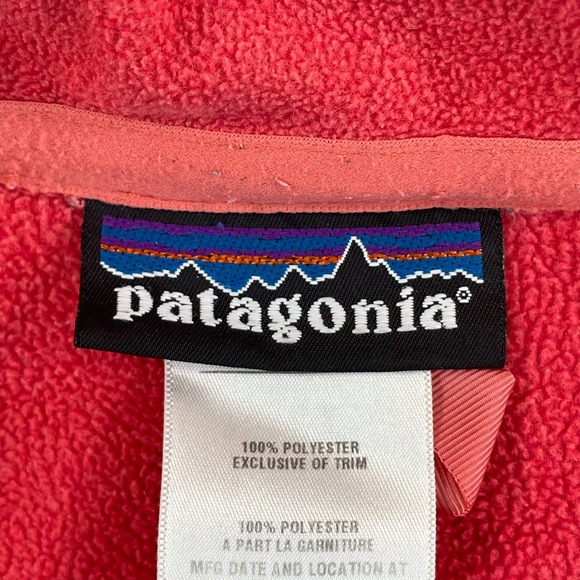 patagonia®
100% POLYESTER
EXCLUSIVE OF TRIM
100% POLYESTER
A PART LA GARNITURE
MFG DATE AND LOCATION AT